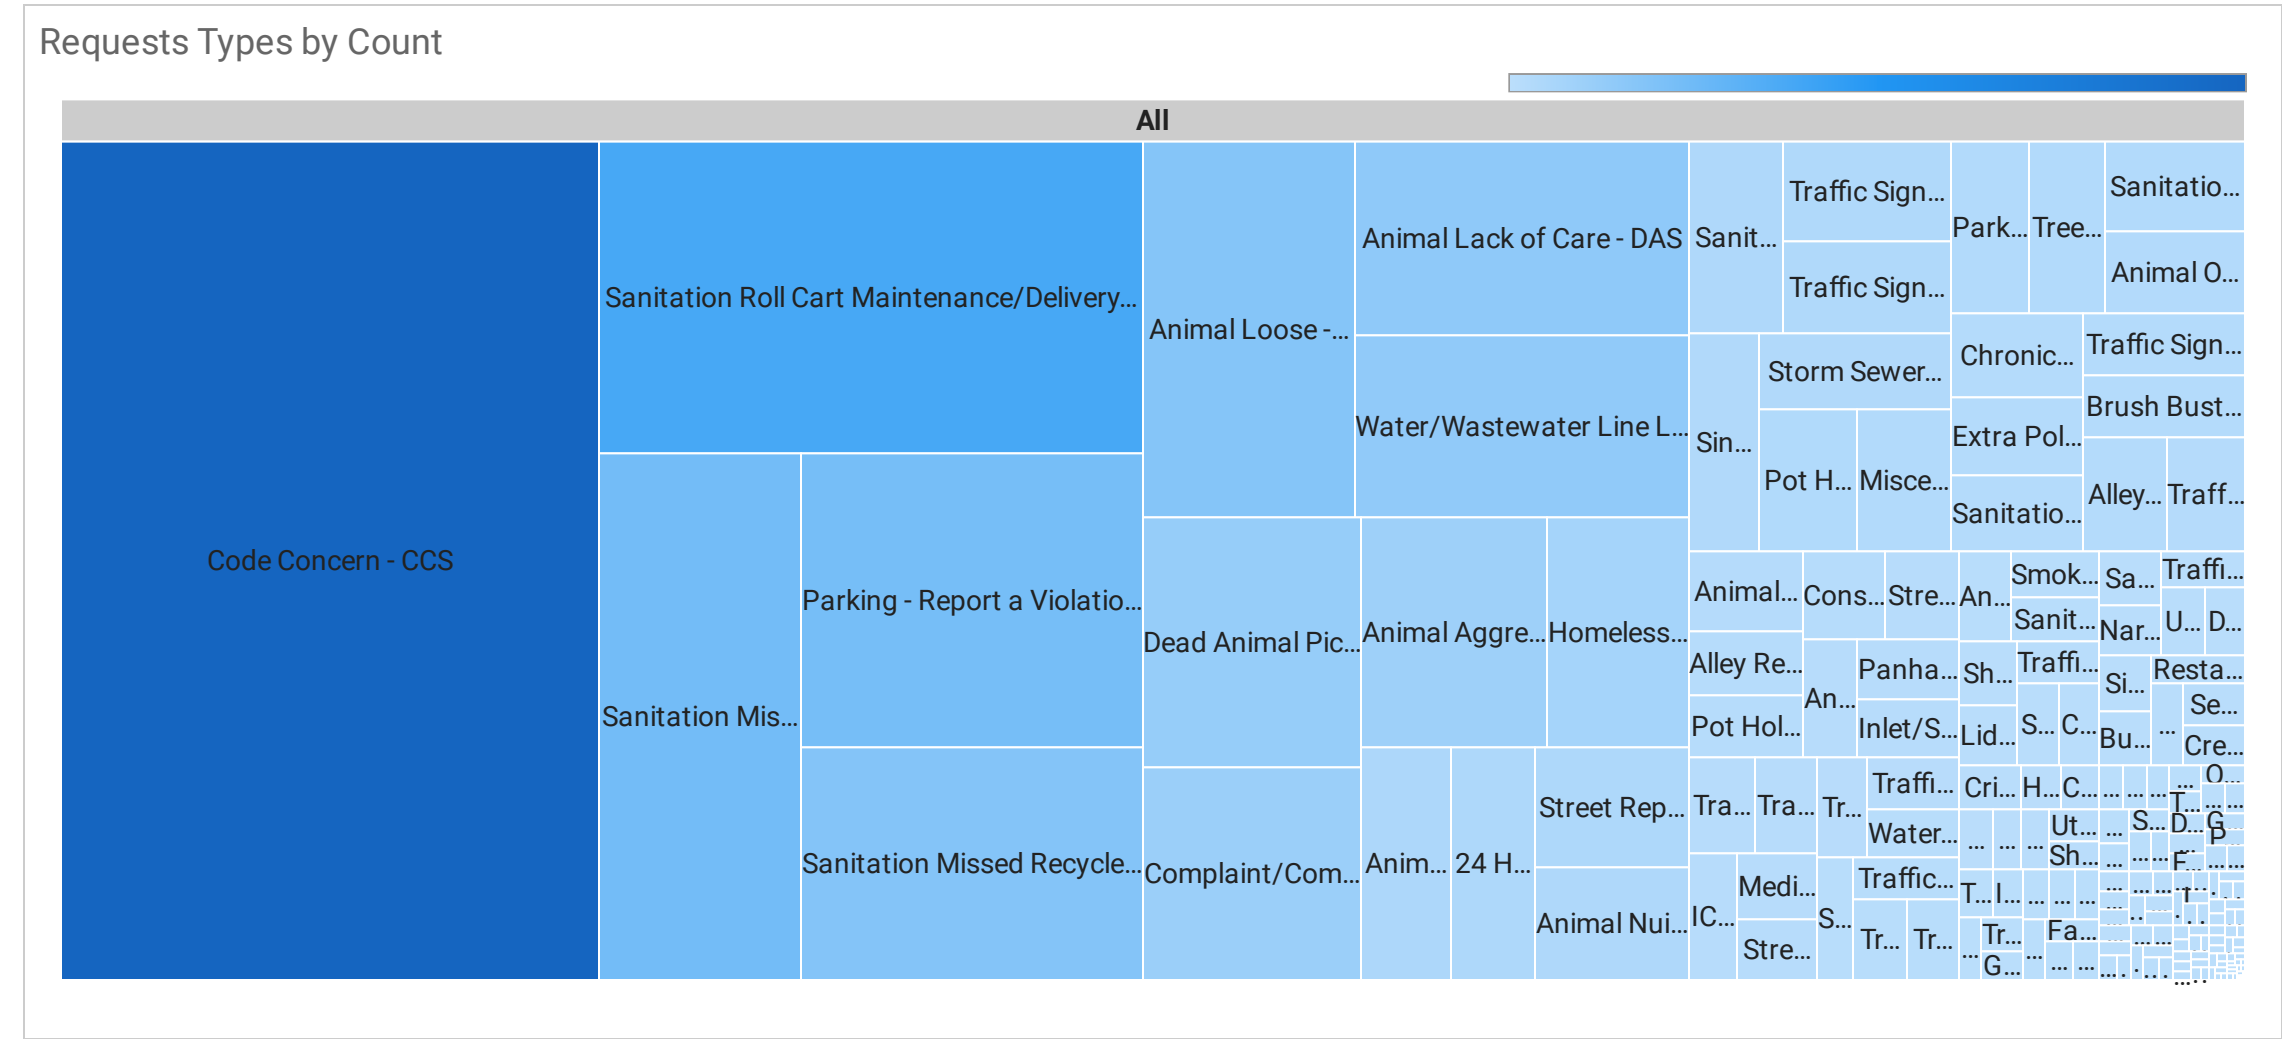 Requests Types by Count
All
Code Concern - CCS
Sanitation Roll Cart Maintenance/Delivery...
Sanitation Mis...
Parking - Report a Violatio...
Sanitation Missed Recycle...
Animal Loose -...
Animal Lack of Care - DAS
Water/Wastewater Line L...
Dead Animal Pic...
Complaint/Com...
Animal Aggre...
Homeless...
Anim...
24 H...
Street Rep...
Animal Nui...
Sanit...
Traffic Sign...
Traffic Sign...
Sin...
Storm Sewer...
Pot H...
Misce...
Park...
Tree...
Sanitatio...
Animal O...
Chronic...
Extra Pol...
Sanitatio...
Traffic Sign...
Brush Bust...
Alley...
Traff...
Animal...
Alley Re...
Pot Hol...
Cons...
Stre...
An...
Panha...
Inlet/S...
Tra...
Tra...
Tr...
Traffi...
Water...
IC...
Medi...
Stre...
S...
Traffic...
Tr...
Tr...
An...
Smok...
Sanit...
Sh...
Lid...
Traffi...
S...
C...
Sa...
Nar...
Traffi...
U...
D...
Si...
Bu...
Resta...
...
Se...
Cre...
Cri...
H...
C...
...
...
...
Ut...
Sh...
T...
I...
...
...
...
...
Tr...
G...
...
Fa...
...
...
...
...
...
...
T...
O...
...
...
...
S...
D...
G...
P...
...
...
...
F...
...
...